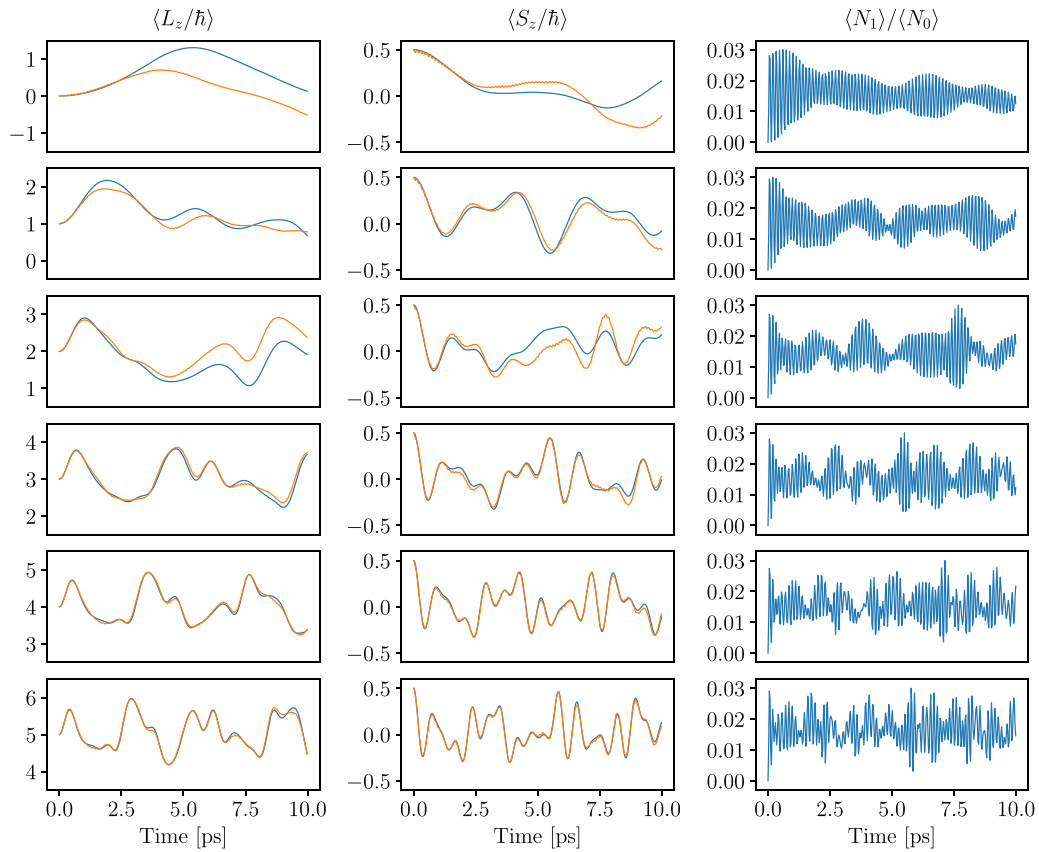 ⟨L_z/ħ⟩ ⟨S_z/ħ⟩ ⟨N_1⟩/⟨N_0⟩
1 0.5 0.03
0 0.0 0.02
−1 −0.5 0.01
0.00
2 0.5 0.03
1 0.0 0.02
0 −0.5 0.01
0.00
3 0.5 0.03
2 0.0 0.02
1 −0.5 0.01
0.00
4 0.5 0.03
3 0.0 0.02
2 −0.5 0.01
0.00
5 0.5 0.03
4 0.0 0.02
3 −0.5 0.01
0.00
6 0.5 0.03
5 0.0 0.02
4 −0.5 0.01
0.00
0.0 2.5 5.0 7.5 10.0 0.0 2.5 5.0 7.5 10.0 0.0 2.5 5.0 7.5 10.0
Time [ps] Time [ps] Time [ps]